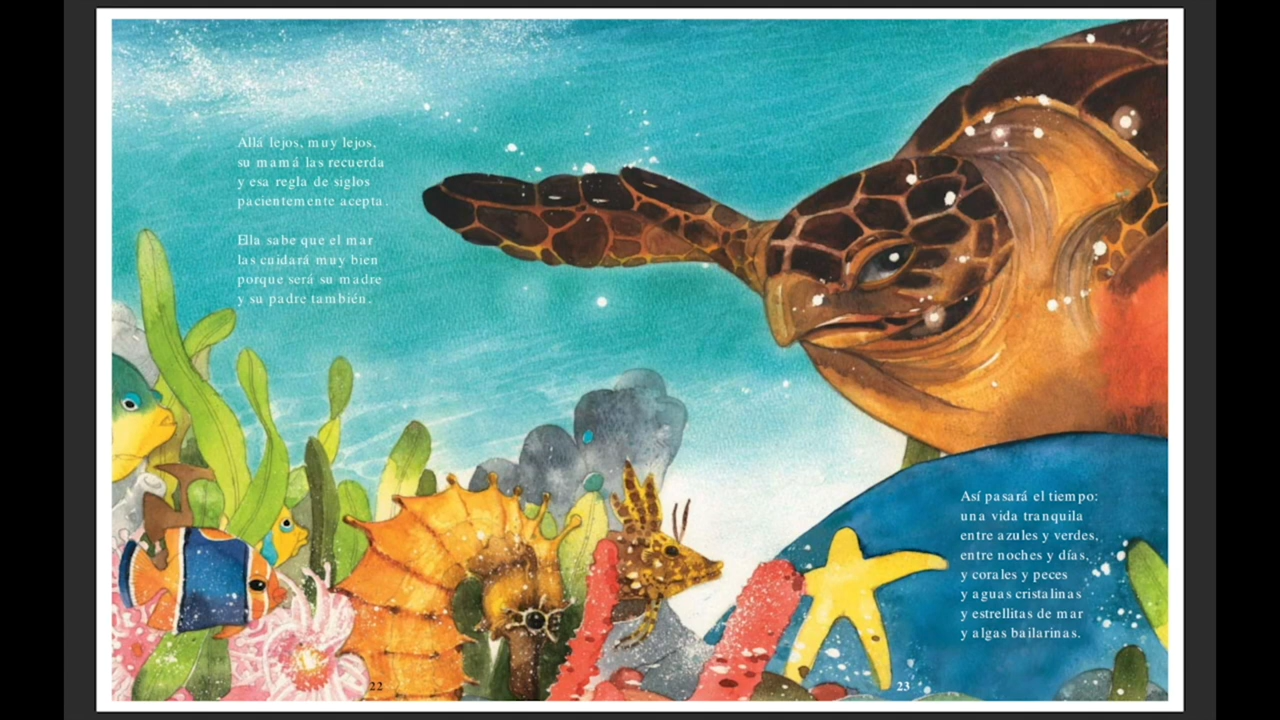 Allá lejos, muy lejos,
su mamá las recuerda
y esa regla de siglos
pacientemente acepta.
Ella sabe que el mar
las cuidará muy bien
porque será su madre
y su padre también.
Así pasará el tiempo:
una vida tranquila
entre azules y verdes,
entre noches y días,
y corales y peces
y aguas cristalinas
y estrellitas de mar
y algas bailarinas.
22
23